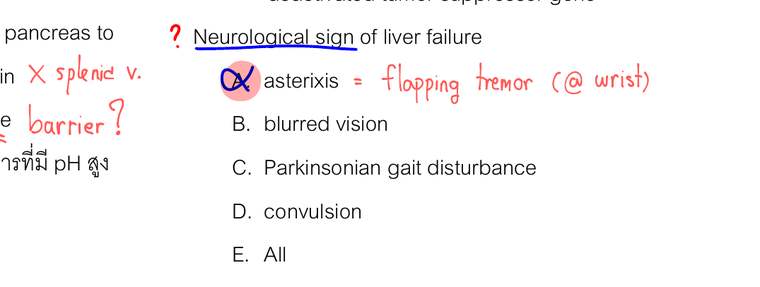 pancreas to
in X splenic v.
e barrier?
ารที่มี pH สูง
? Neurological sign of liver failure
A. asterixis = flapping tremor (@ wrist)
B. blurred vision
C. Parkinsonian gait disturbance
D. convulsion
E. All